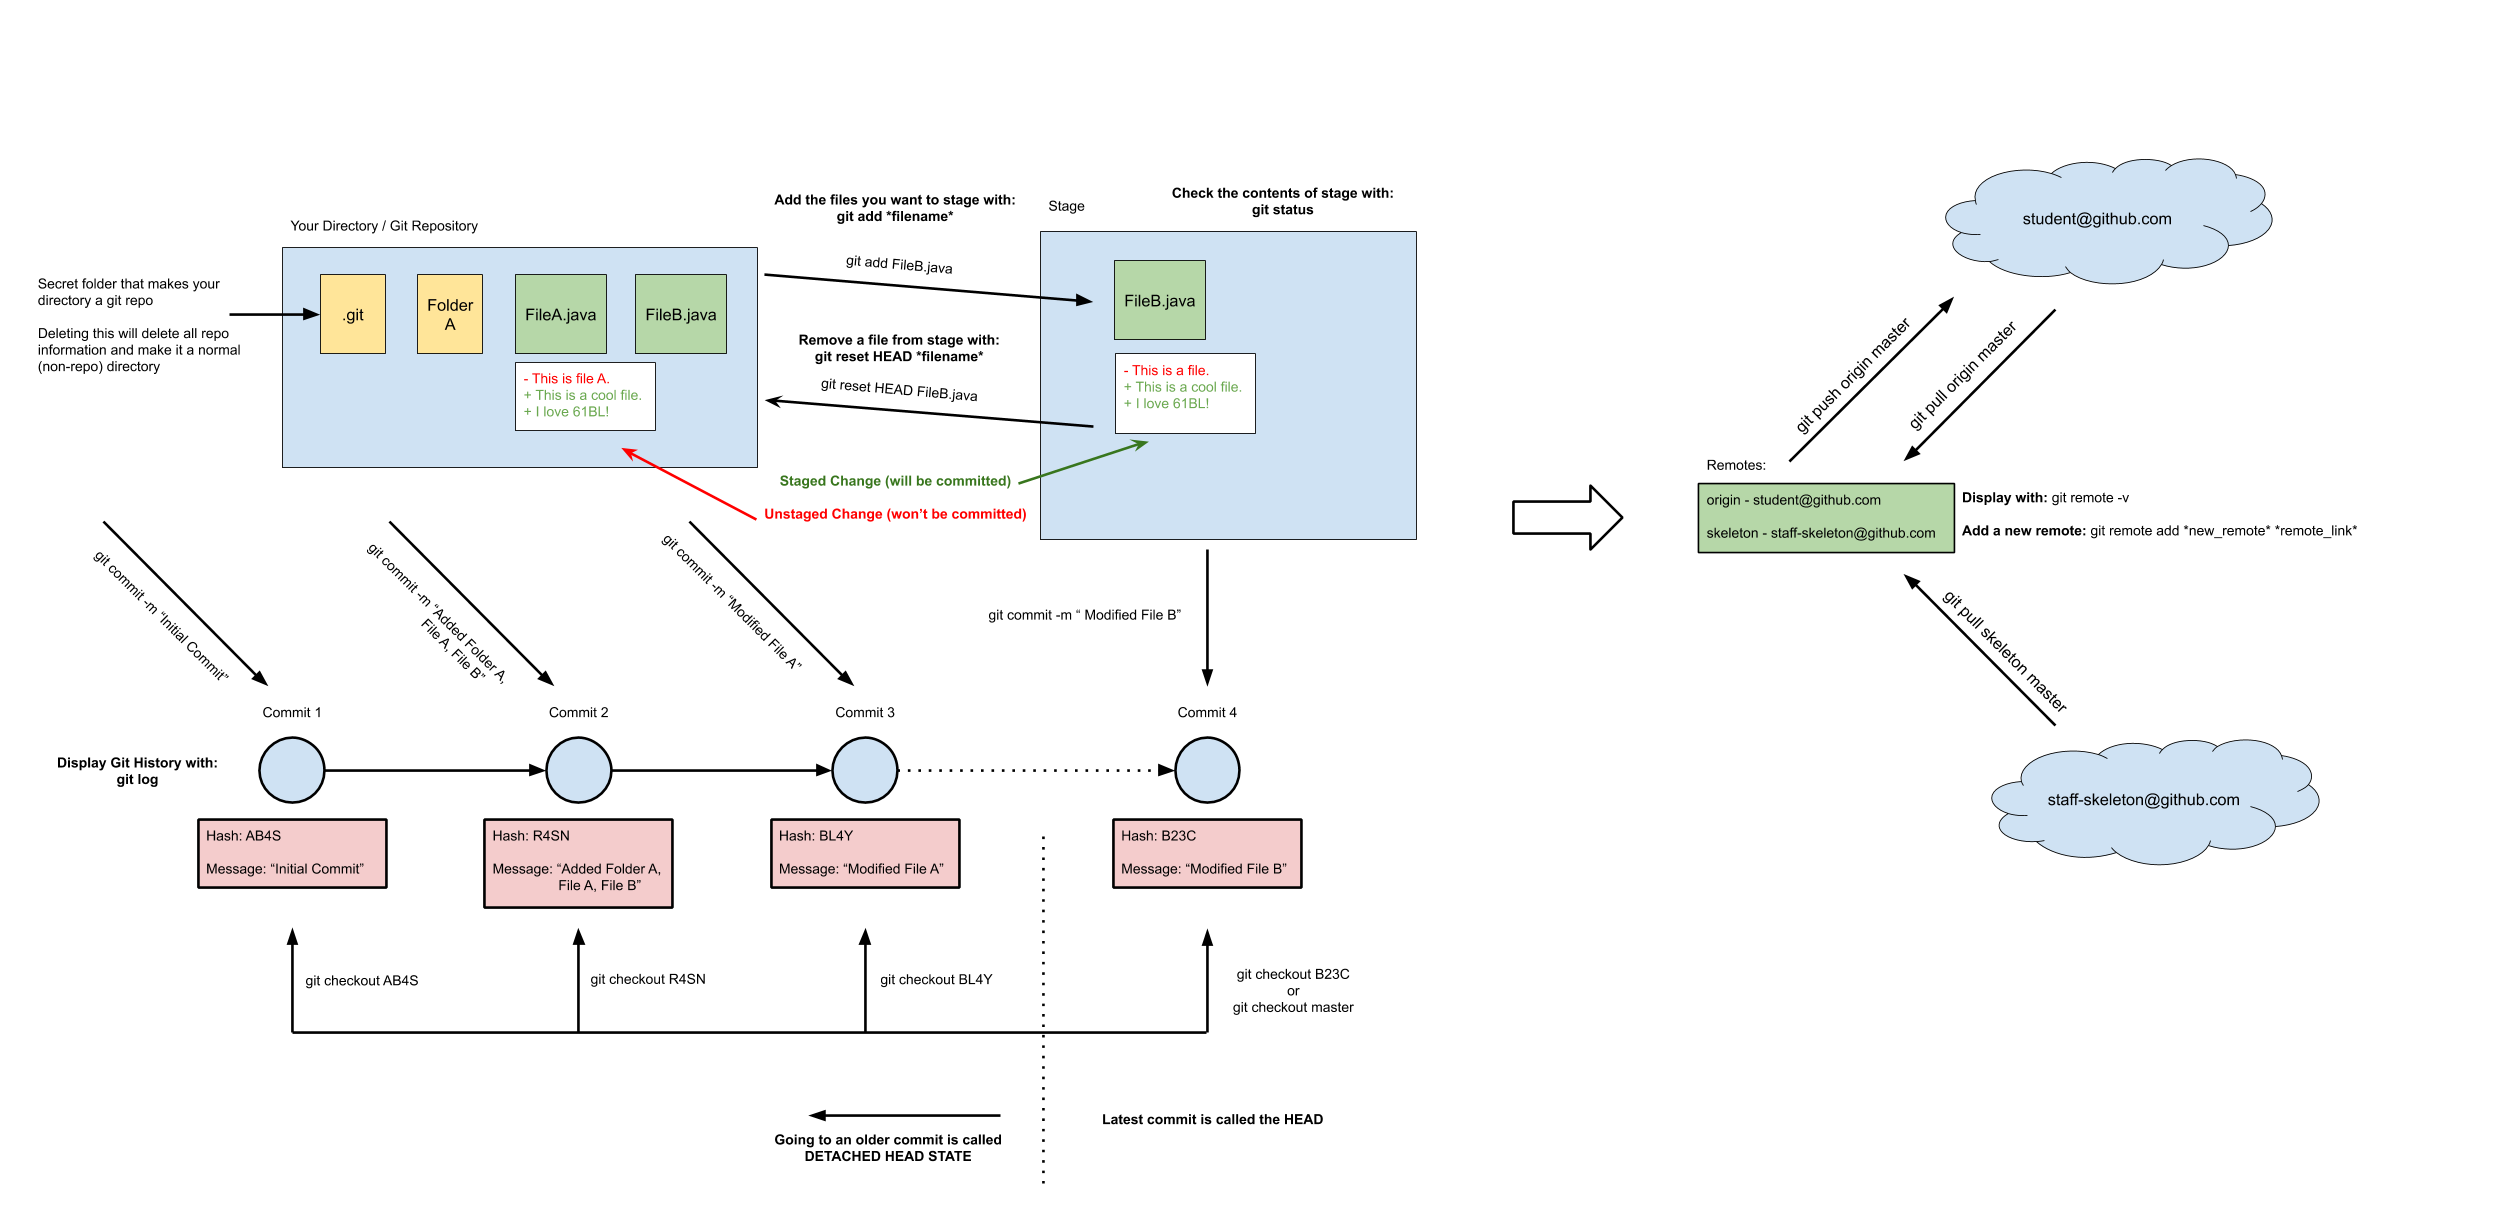 Add the files you want to stage with:
git add *filename*
Check the contents of stage with:
git status
Stage
Your Directory / Git Repository
Secret folder that makes your
directory a git repo
Deleting this will delete all repo
information and make it a normal
(non-repo) directory
.git
Folder
A
FileA.java
FileB.java
- This is file A.
+ This is a cool file.
+ I love 61BL!
git add FileB.java
Remove a file from stage with:
git reset HEAD *filename*
git reset HEAD FileB.java
FileB.java
- This is a file.
+ This is a cool file.
+ I love 61BL!
Staged Change (will be committed)
Unstaged Change (won't be committed)
git commit -m “Initial Commit”
git commit -m “Added Folder A,
File A, File B”
git commit -m “Modified File A”
git commit -m “ Modified File B”
Commit 1
Commit 2
Commit 3
Commit 4
Display Git History with:
git log
Hash: AB4S
Message: “Initial Commit”
Hash: R4SN
Message: “Added Folder A,
File A, File B”
Hash: BL4Y
Message: “Modified File A”
Hash: B23C
Message: “Modified File B”
git checkout AB4S
git checkout R4SN
git checkout BL4Y
git checkout B23C
or
git checkout master
Going to an older commit is called
DETACHED HEAD STATE
Latest commit is called the HEAD
student@github.com
git push origin master
git pull origin master
Remotes:
origin - student@github.com
skeleton - staff-skeleton@github.com
Display with: git remote -v
Add a new remote: git remote add *new_remote* *remote_link*
git pull skeleton master
staff-skeleton@github.com